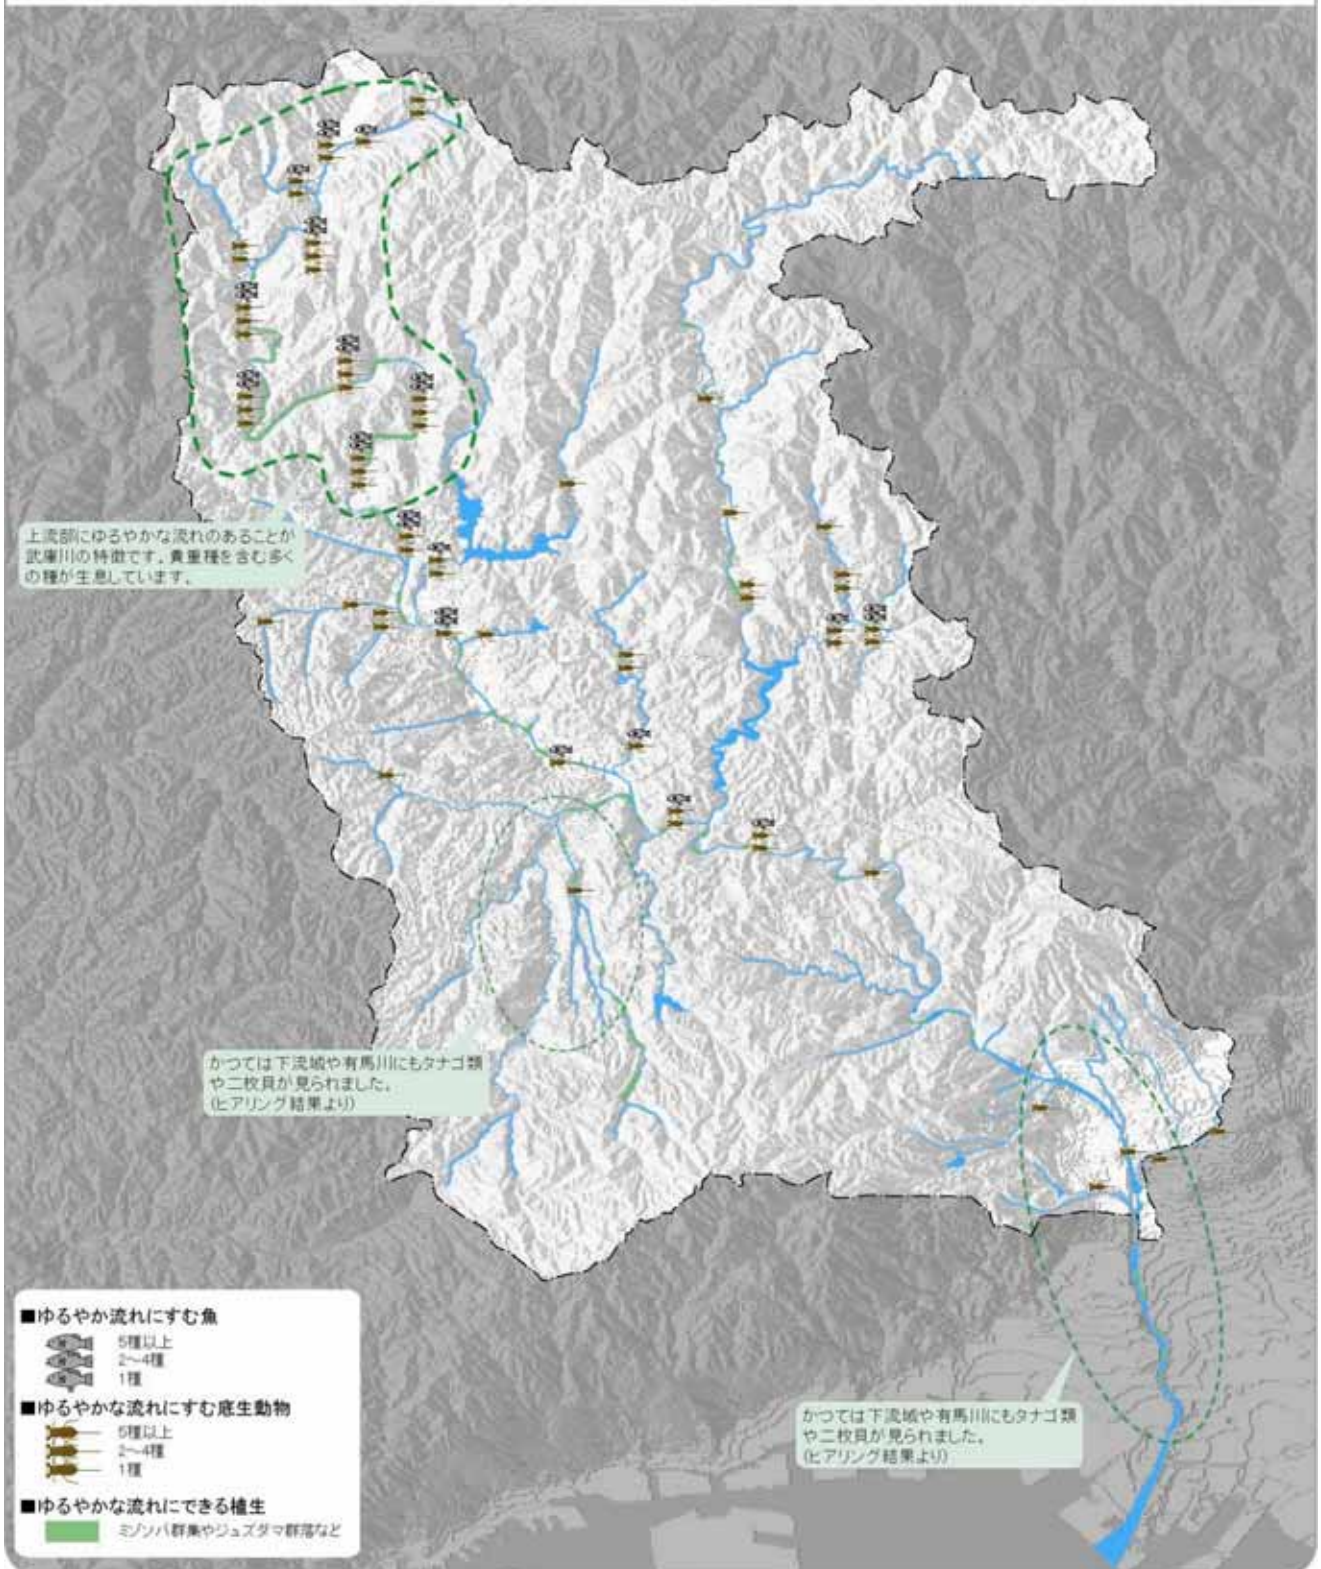 上流部にゆるやかな流れのあることが
武庫川の特徴です。貴重種を含む多く
の種が生息しています。
かつては下流域や有馬川にもタナゴ類
や二枚貝が見られました。
(ヒアリング結果より)
かつては下流域や有馬川にもタナゴ類
や二枚貝が見られました。
(ヒアリング結果より)
■ゆるやか流れにすむ魚
5種以上
2〜4種
1種
■ゆるやかな流れにすむ底生動物
5種以上
2〜4種
1種
■ゆるやかな流れにできる植生
ミゾソバ群集やジュズダマ群落など